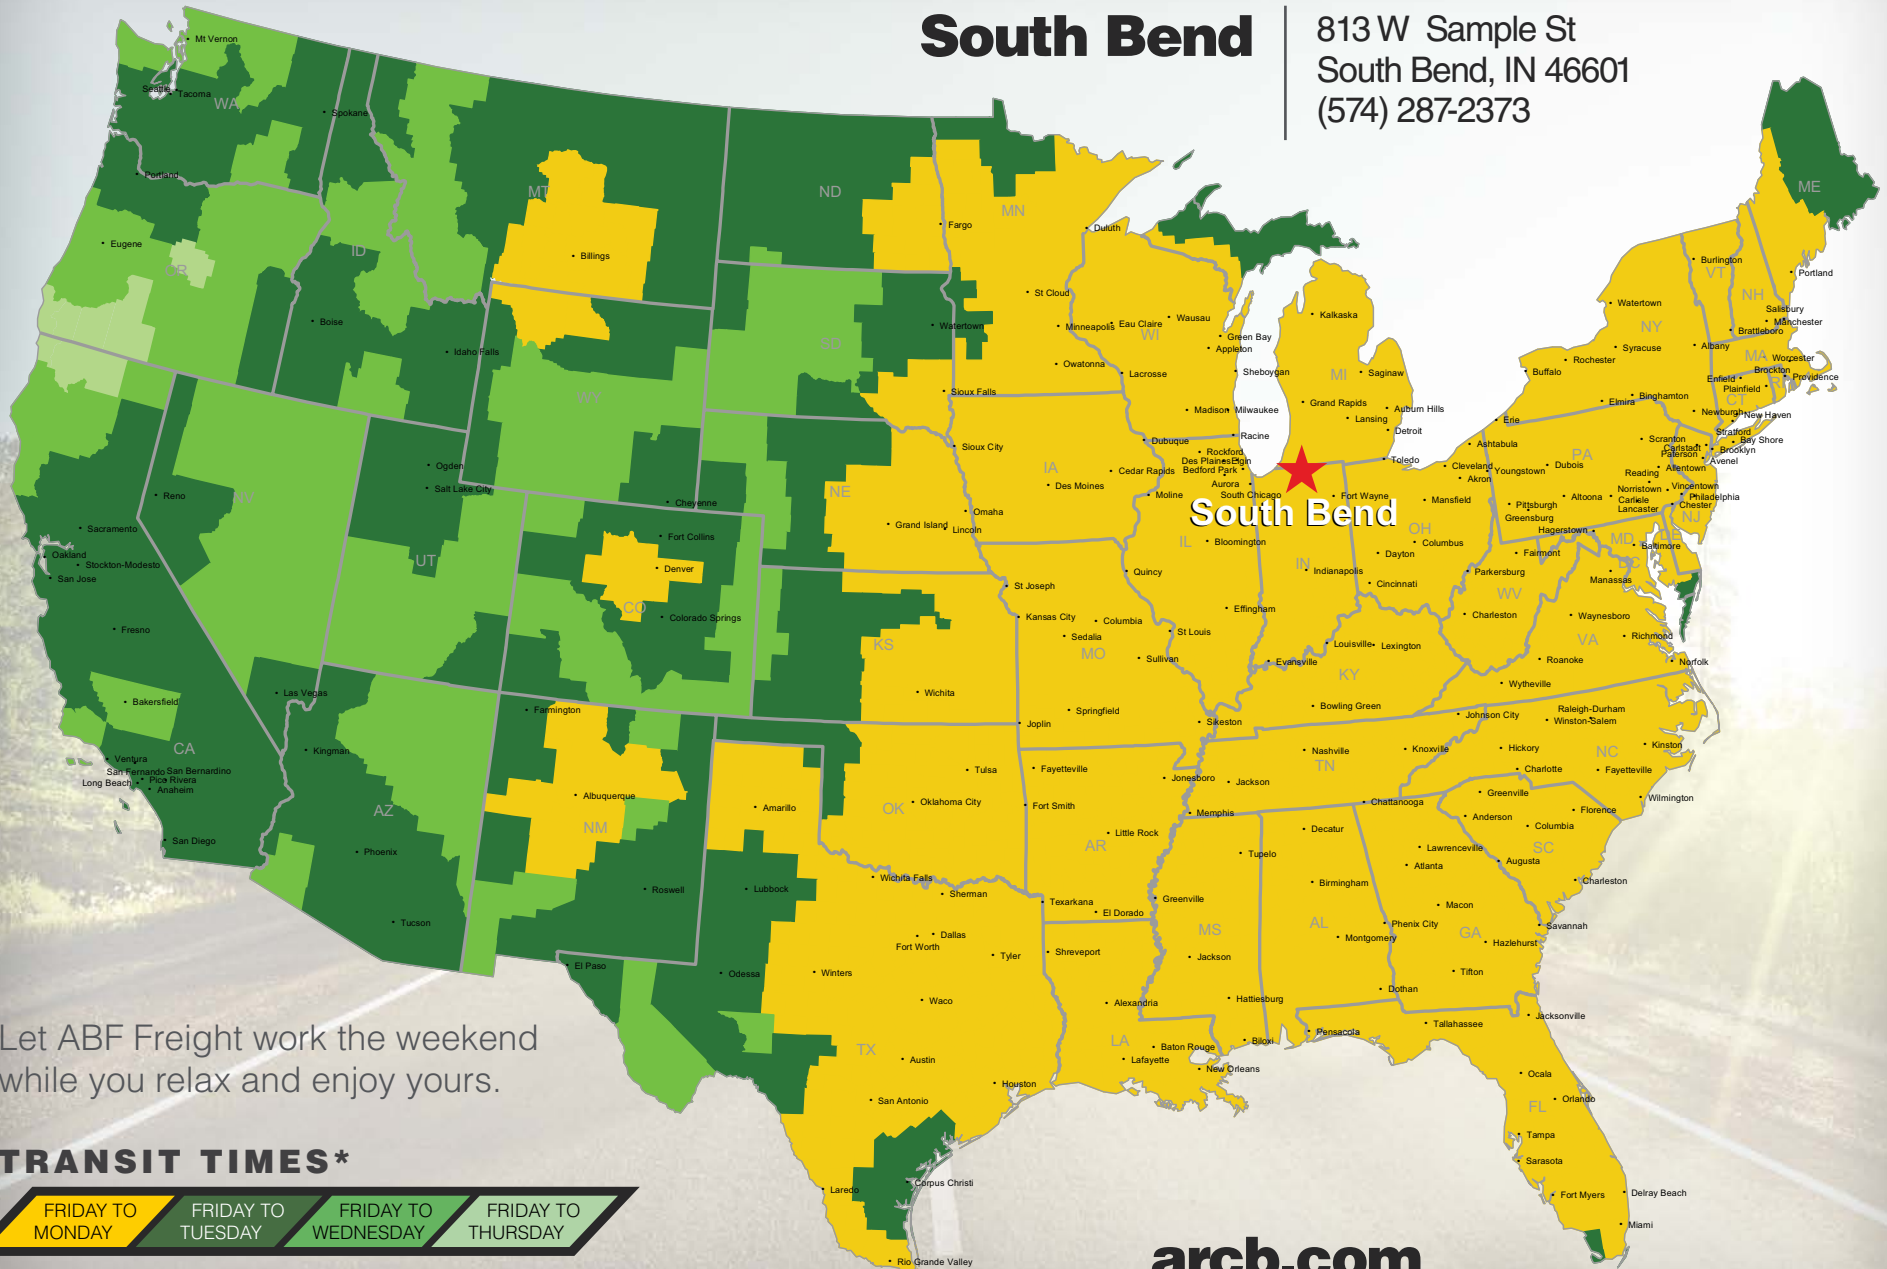 South Bend
813 W Sample St
South Bend, IN 46601
(574) 287-2373
Mt Vernon
Seattle
Tacoma
WA
Spokane
Portland
Eugene
OR
ID
Boise
Idaho Falls
MT
Billings
WY
Cheyenne
ND
Fargo
SD
Watertown
Sioux Falls
MN
Duluth
St Cloud
Minneapolis
Owatonna
WI
Eau Claire
Wausau
Green Bay
Appleton
Lacrosse
Sheboygan
Madison
Milwaukee
Racine
MI
Kalkaska
Saginaw
Grand Rapids
Lansing
Auburn Hills
Detroit
ME
Portland
Burlington
VT
NH
Salisbury
Manchester
Brattleboro
Watertown
NY
Syracuse
Rochester
Buffalo
Albany
MA
Worcester
Brockton
Providence
RI
Enfield
Plainfield
CT
Binghamton
Elmira
Newburgh
New Haven
Stratford
Bay Shore
Brooklyn
Carlstadt
Paterson
Avenel
Erie
Ashtabula
Scranton
PA
Dubois
Allentown
Reading
Norristown
Vincentown
Philadelphia
Carlisle
Lancaster
Chester
NJ
Altoona
Pittsburgh
Greensburg
Hagerstown
MD
DE
Baltimore
DC
Manassas
Toledo
Cleveland
Youngstown
Akron
Mansfield
OH
Columbus
Dayton
Cincinnati
Fort Wayne
South Bend
IN
Indianapolis
Evansville
Dubuque
Rockford
Des Plaines
Elgin
Bedford Park
Aurora
South Chicago
Moline
IL
Bloomington
Quincy
Effingham
IA
Cedar Rapids
Des Moines
Sioux City
NE
Omaha
Grand Island
Lincoln
Reno
NV
Sacramento
Oakland
Stockton-Modesto
San Jose
Fresno
Bakersfield
CA
Ventura
San Fernando
San Bernardino
Long Beach
Pico Rivera
Anaheim
San Diego
Las Vegas
Ogden
Salt Lake City
UT
Kingman
AZ
Phoenix
Tucson
Fort Collins
Denver
CO
Colorado Springs
Farmington
Albuquerque
NM
Roswell
KS
Wichita
St Joseph
Kansas City
Columbia
Sedalia
MO
St Louis
Sullivan
Springfield
Joplin
Sikeston
Louisville
Lexington
KY
Bowling Green
Parkersburg
Fairmont
WV
Charleston
Waynesboro
VA
Richmond
Roanoke
Norfolk
Wytheville
Johnson City
Raleigh-Durham
Winston-Salem
Hickory
NC
Kinston
Charlotte
Fayetteville
Wilmington
Nashville
TN
Knoxville
Jackson
Memphis
Chattanooga
Greenville
Anderson
Columbia
Florence
SC
Charleston
Tulsa
OK
Oklahoma City
Fayetteville
Fort Smith
Jonesboro
Little Rock
AR
El Dorado
Texarkana
Amarillo
Lubbock
Wichita Falls
Sherman
Dallas
Fort Worth
Tyler
Odessa
El Paso
Winters
Waco
TX
Austin
Houston
San Antonio
Laredo
Corpus Christi
Rio Grande Valley
Shreveport
Alexandria
LA
Baton Rouge
Lafayette
New Orleans
Tupelo
Greenville
MS
Jackson
Hattiesburg
Biloxi
Decatur
Birmingham
AL
Montgomery
Dothan
Lawrenceville
Atlanta
Augusta
Macon
Phenix City
GA
Hazlehurst
Savannah
Tifton
Pensacola
Tallahassee
Jacksonville
Ocala
Orlando
FL
Tampa
Sarasota
Fort Myers
Delray Beach
Miami
Let ABF Freight work the weekend
while you relax and enjoy yours.
TRANSIT TIMES*
FRIDAY TO
MONDAY
FRIDAY TO
TUESDAY
FRIDAY TO
WEDNESDAY
FRIDAY TO
THURSDAY
arcb.com